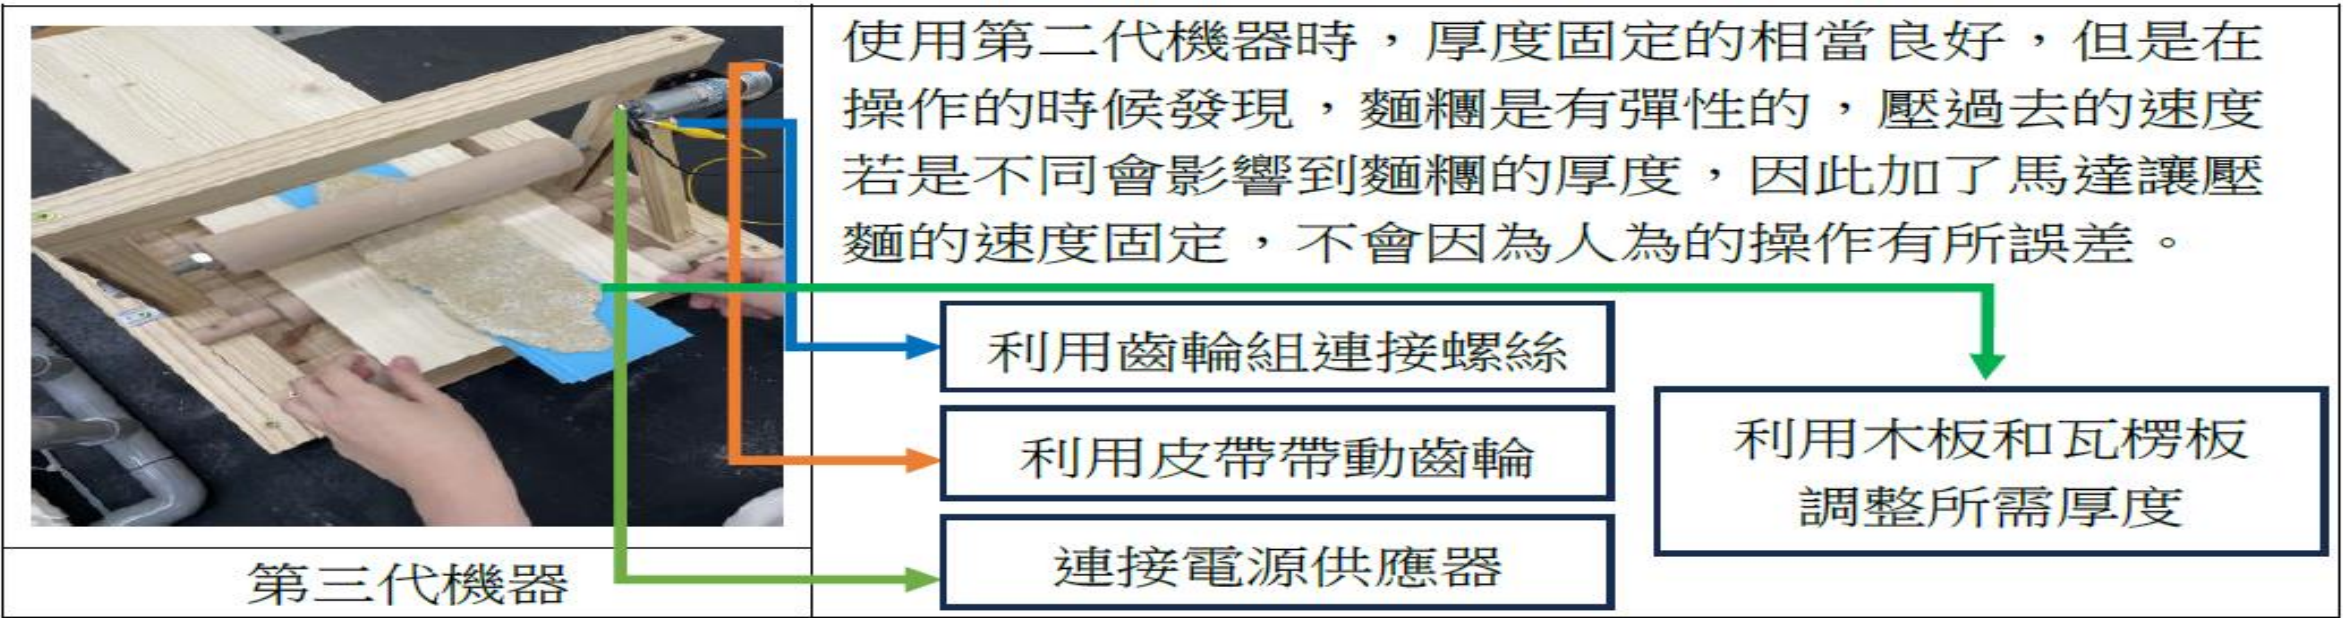 使用第二代機器時，厚度固定的相當良好，但是在
操作的時候發現，麵糰是有彈性的，壓過去的速度
若是不同會影響到麵糰的厚度，因此加了馬達讓壓
麵的速度固定，不會因為人為的操作有所誤差。
利用齒輪組連接螺絲
利用皮帶帶動齒輪
連接電源供應器
利用木板和瓦楞板
調整所需厚度
第三代機器